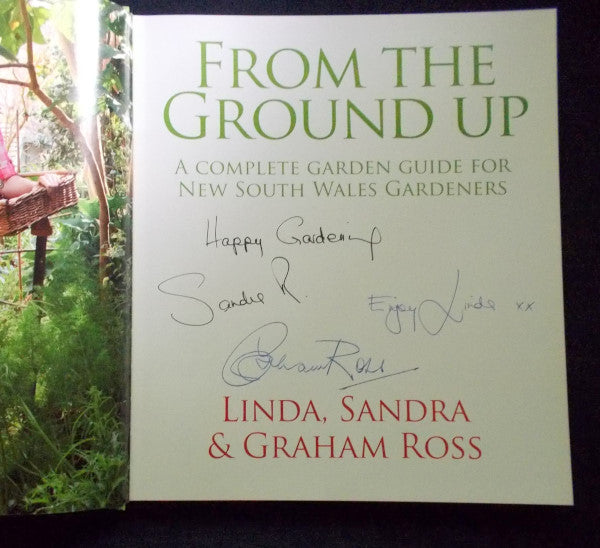 FROM THE
GROUND UP
A COMPLETE GARDEN GUIDE FOR
NEW SOUTH WALES GARDENERS
Happy Gardening
Sandra R.
Enjoy Linda xx
Graham Ross
LINDA, SANDRA
& GRAHAM ROSS